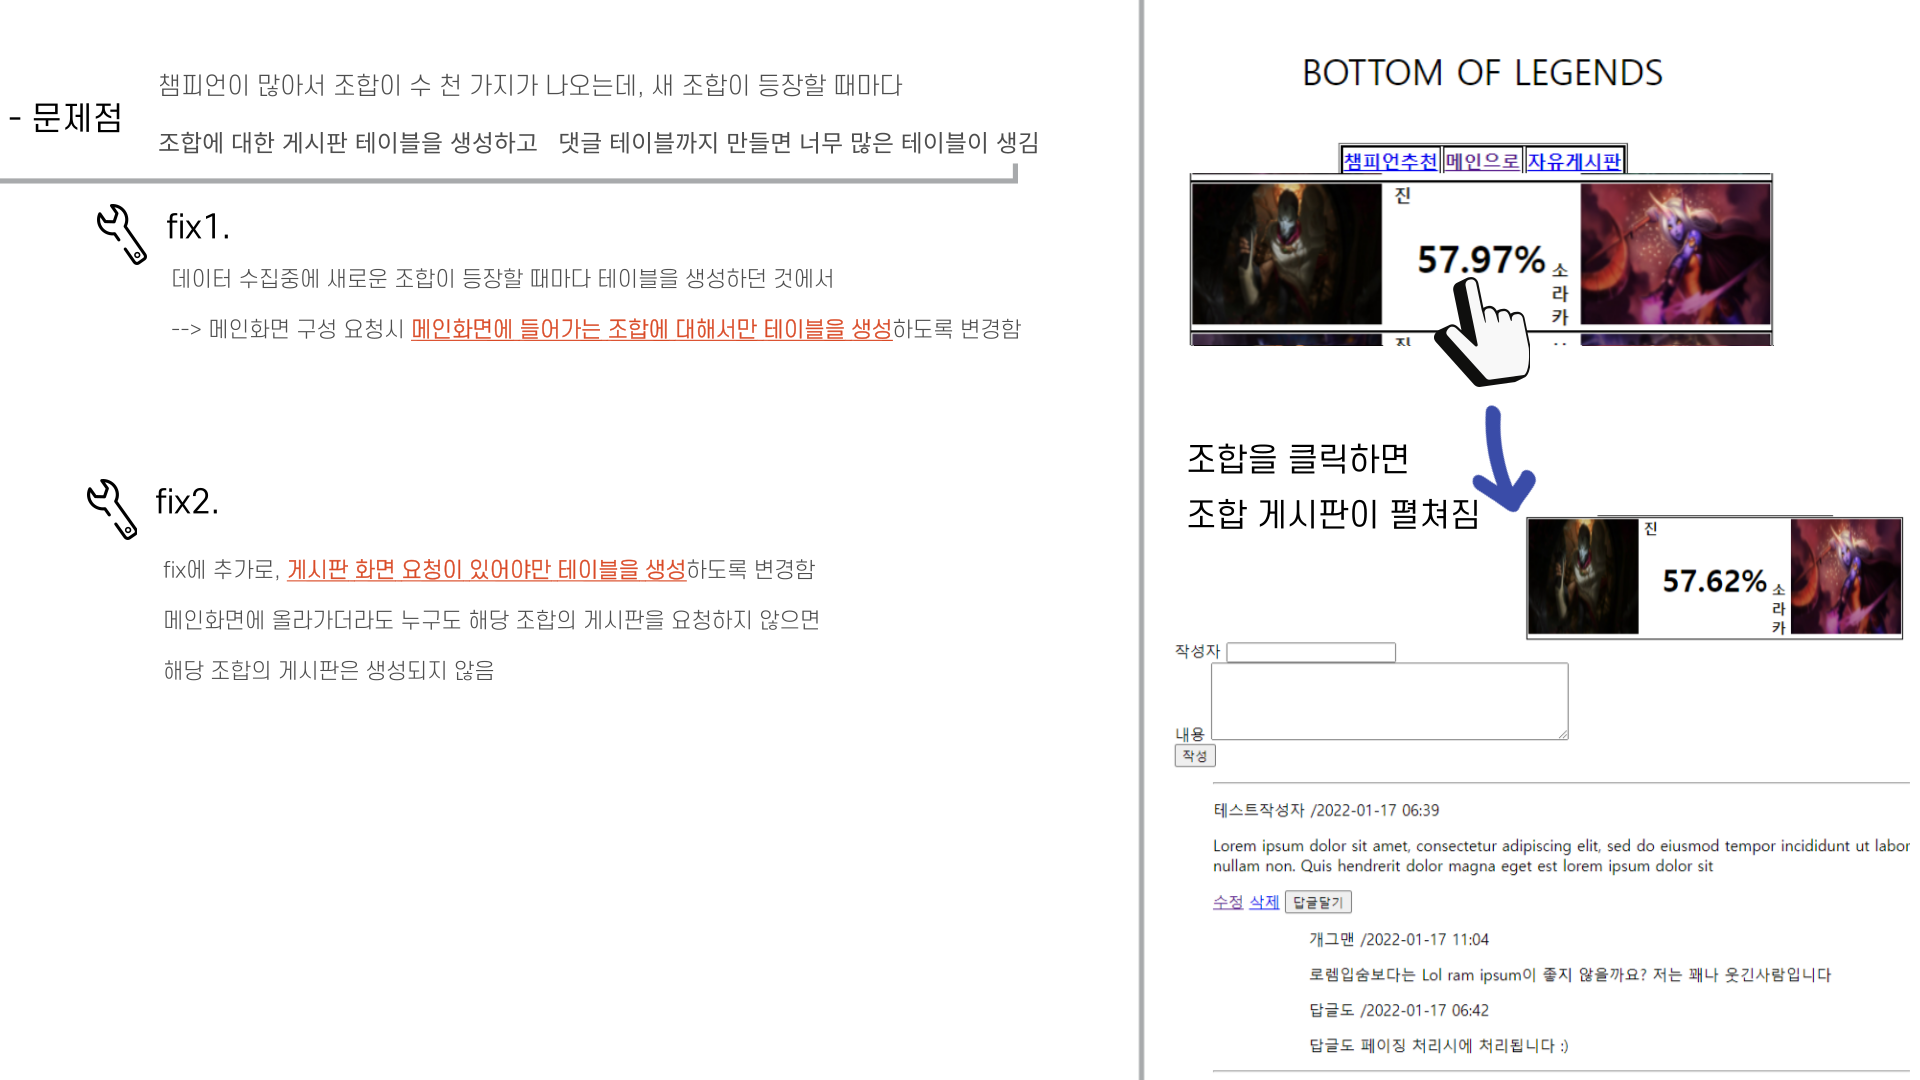 - 문제점
챔피언이 많아서 조합이 수 천 가지가 나오는데, 새 조합이 등장할 때마다
조합에 대한 게시판 테이블을 생성하고 댓글 테이블까지 만들면 너무 많은 테이블이 생김
fix1.
데이터 수집중에 새로운 조합이 등장할 때마다 테이블을 생성하던 것에서
--> 메인화면 구성 요청시 메인화면에 들어가는 조합에 대해서만 테이블을 생성하도록 변경함
fix2.
fix에 추가로, 게시판 화면 요청이 있어야만 테이블을 생성하도록 변경함
메인화면에 올라가더라도 누구도 해당 조합의 게시판을 요청하지 않으면
해당 조합의 게시판은 생성되지 않음
BOTTOM OF LEGENDS
챔피언추천 메인으로 자유게시판
진
57.97%
소
라
카
진
조합을 클릭하면
조합 게시판이 펼쳐짐
진
57.62%
소
라
카
작성자
내용
작성
테스트작성자 /2022-01-17 06:39
Lorem ipsum dolor sit amet, consectetur adipiscing elit, sed do eiusmod tempor incididunt ut labor
nullam non. Quis hendrerit dolor magna eget est lorem ipsum dolor sit
수정 삭제 답글달기
개그맨 /2022-01-17 11:04
로렘입숨보다는 Lol ram ipsum이 좋지 않을까요? 저는 꽤나 웃긴사람입니다
답글도 /2022-01-17 06:42
답글도 페이징 처리시에 처리됩니다 :)